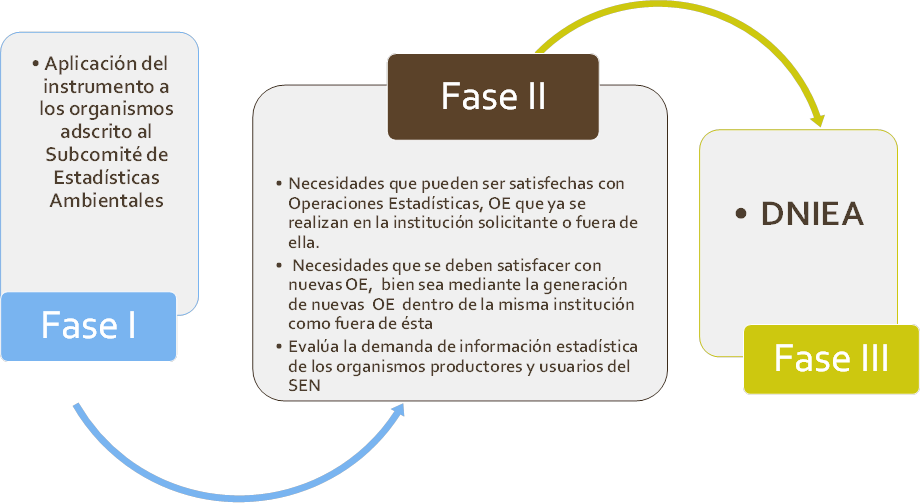 • Aplicación del
instrumento a
los organismos
adscrito al
Subcomité de
Estadísticas
Ambientales
Fase I
Fase II
• Necesidades que pueden ser satisfechas con
Operaciones Estadísticas, OE que ya se
realizan en la institución solicitante o fuera de
ella.
• Necesidades que se deben satisfacer con
nuevas OE, bien sea mediante la generación
de nuevas OE dentro de la misma institución
como fuera de ésta
• Evalúa la demanda de información estadística
de los organismos productores y usuarios del
SEN
• DNIEA
Fase III